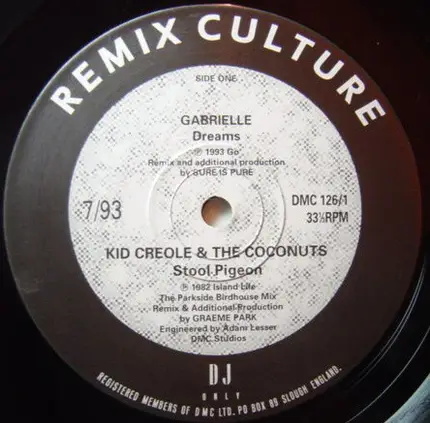 REMIX CULTURE
SIDE ONE
GABRIELLE
Dreams
℗ 1993 Go
Remix and additional production
by SURE IS PURE
7/93
DMC 126/1
33⅓RPM
KID CREOLE & THE COCONUTS
Stool Pigeon
℗ 1982 Island Life
The Parkside Birdhouse Mix
Remix & Additional Production
by GRAEME PARK
Engineered by Adam Lesser
DMC Studios
DJ
ONLY
REGISTERED MEMBERS OF DMC LTD. PO BOX 89 SLOUGH ENGLAND.